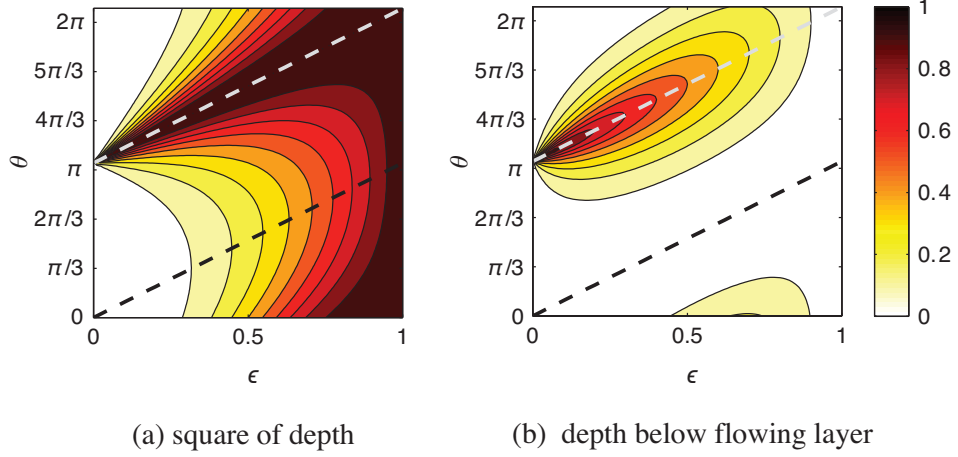 2π
5π/3
4π/3
θ
π
2π/3
π/3
0
0
0.5
1
ϵ
(a) square of depth
2π
5π/3
4π/3
θ
π
2π/3
π/3
0
0
0.5
1
ϵ
(b) depth below flowing layer
1
0.8
0.6
0.4
0.2
0